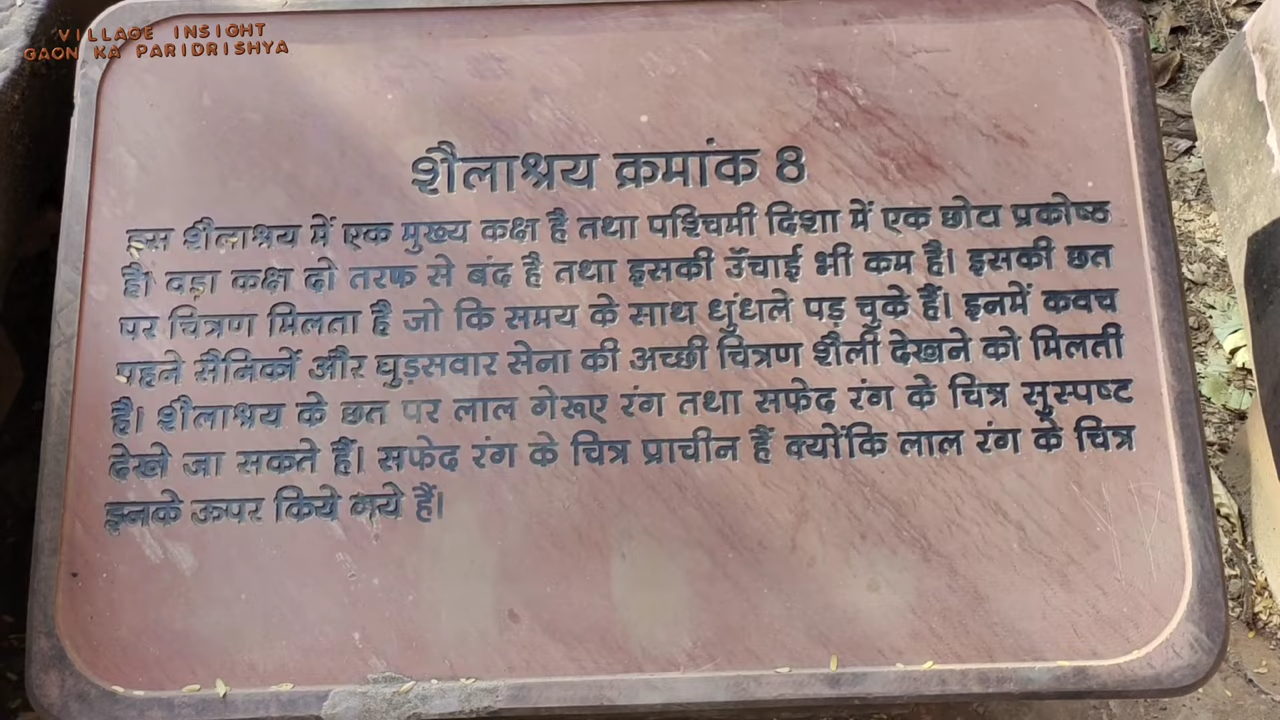 VILLAGE INSIGHT
GAON KA PARIDRISHYA
शैलाश्रय क्रमांक 8
इस शैलाश्रय में एक मुख्य कक्ष है तथा पश्चिमी दिशा में एक छोटा प्रकोष्ठ
है। वड़ा कक्ष दो तरफ से बंद है तथा इसकी उँचाई भी कम है। इसकी छत
पर चित्रण मिलता है जो कि समय के साथ धुंधले पड़ चुके हैं। इनमें कवच
पहने सैनिकों और घुड़सवार सेना की अच्छी चित्रण शैली देखने को मिलती
है। शैलाश्रय के छत पर लाल गेरूए रंग तथा सफेद रंग के चित्र सुस्पष्ट
देखे जा सकते हैं। सफेद रंग के चित्र प्राचीन हैं क्योंकि लाल रंग के चित्र
इनके ऊपर किये गये हैं।